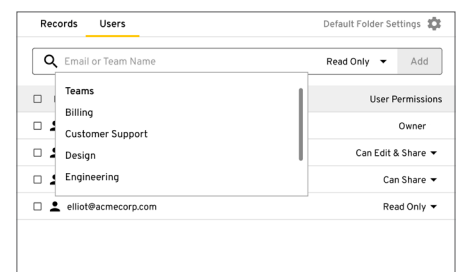 Records Users Default Folder Settings
Email or Team Name Read Only Add
Teams
User Permissions
Billing
Owner
Customer Support
Design Can Edit & Share
Engineering Can Share
elliot@acmecorp.com Read Only